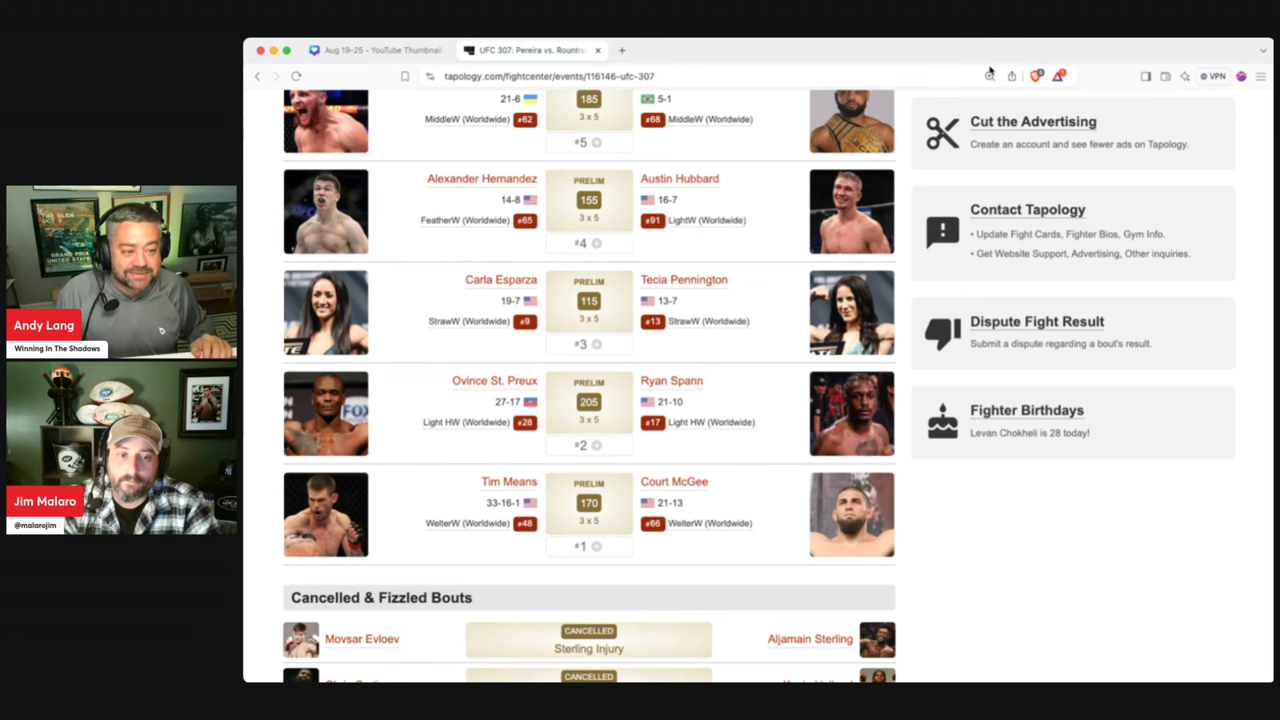 Aug 19-25 - YouTube Thumbnail
UFC 307: Pereira vs. Rountre
tapology.com/fightcenter/events/116146-ufc-307
VPN
21-6
185
5-1
MiddleW (Worldwide) #62
3 x 5
#68 MiddleW (Worldwide)
#5
Alexander Hernandez
PRELIM
Austin Hubbard
14-8
155
16-7
FeatherW (Worldwide) #65
3 x 5
#91 LightW (Worldwide)
#4
Carla Esparza
PRELIM
Tecia Pennington
19-7
115
13-7
StrawW (Worldwide) #9
3 x 5
#13 StrawW (Worldwide)
#3
Ovince St. Preux
PRELIM
Ryan Spann
27-17
205
21-10
Light HW (Worldwide) #28
3 x 5
#17 Light HW (Worldwide)
#2
Tim Means
PRELIM
Court McGee
33-16-1
170
21-13
WelterW (Worldwide) #48
3 x 5
#66 WelterW (Worldwide)
#1
Cancelled & Fizzled Bouts
Movsar Evloev
CANCELLED
Sterling Injury
Aljamain Sterling
CANCELLED
Cut the Advertising
Create an account and see fewer ads on Tapology.
Contact Tapology
• Update Fight Cards, Fighter Bios, Gym Info.
• Get Website Support, Advertising, Other inquiries.
Dispute Fight Result
Submit a dispute regarding a bout's result.
Fighter Birthdays
Levan Chokheli is 28 today!
THE GLEN
GRAND PRIX
UNITED STATE
Andy Lang
Winning In The Shadows
Jim Malaro
@malarojim
FOX